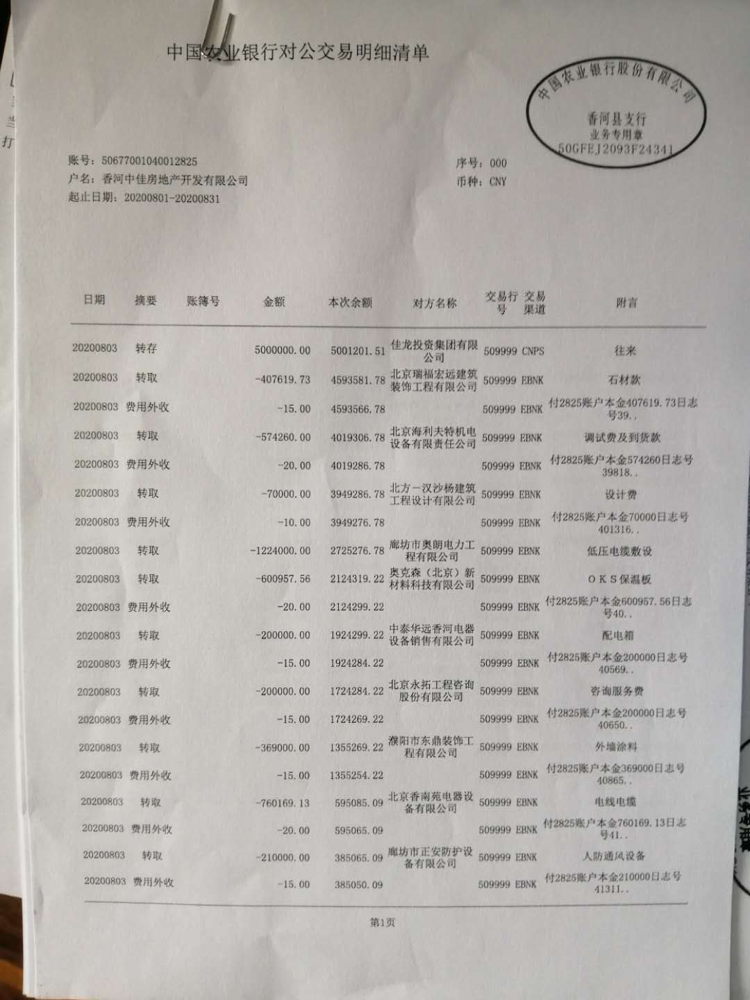 中国农业银行对公交易明细清单
中国农业银行股份有限公司
香河县支行
业务专用章
50GFEJ2093F24341
账号：50677001040012825
序号：000
户名：香河中佳房地产开发有限公司
币种：CNY
起止日期：20200801-20200831
日期 摘要 账簿号 金额 本次余额 对方名称 交易行号 交易渠道 附言
20200803 转存 5000000.00 5001201.51 佳龙投资集团有限公司 509999 CNPS 往来
20200803 转取 -407619.73 4593581.78 北京瑞福宏远建筑装饰工程有限公司 509999 EBNK 石材款
20200803 费用外收 -15.00 4593566.78 509999 EBNK 付2825账户本金407619.73日志号39..
20200803 转取 -574260.00 4019306.78 北京海利夫特机电设备有限责任公司 509999 EBNK 调试费及到货款
20200803 费用外收 -20.00 4019286.78 509999 EBNK 付2825账户本金574260日志号39818..
20200803 转取 -70000.00 3949286.78 北方－汉沙杨建筑工程设计有限公司 509999 EBNK 设计费
20200803 费用外收 -10.00 3949276.78 509999 EBNK 付2825账户本金70000日志号401316..
20200803 转取 -1224000.00 2725276.78 廊坊市奥朗电力工程有限公司 509999 EBNK 低压电缆敷设
20200803 转取 -600957.56 2124319.22 奥克森（北京）新材料科技有限公司 509999 EBNK ＯＫＳ保温板
20200803 费用外收 -20.00 2124299.22 509999 EBNK 付2825账户本金600957.56日志号40..
20200803 转取 -200000.00 1924299.22 中泰华远香河电器设备销售有限公司 509999 EBNK 配电箱
20200803 费用外收 -15.00 1924284.22 509999 EBNK 付2825账户本金200000日志号40569..
20200803 转取 -200000.00 1724284.22 北京永拓工程咨询股份有限公司 509999 EBNK 咨询服务费
20200803 费用外收 -15.00 1724269.22 509999 EBNK 付2825账户本金200000日志号40650..
20200803 转取 -369000.00 1355269.22 濮阳市东鼎装饰工程有限公司 509999 EBNK 外墙涂料
20200803 费用外收 -15.00 1355254.22 509999 EBNK 付2825账户本金369000日志号40865..
20200803 转取 -760169.13 595085.09 北京香南苑电器设备有限公司 509999 EBNK 电线电缆
20200803 费用外收 -20.00 595065.09 509999 EBNK 付2825账户本金760169.13日志号41..
20200803 转取 -210000.00 385065.09 廊坊市正安防护设备有限公司 509999 EBNK 人防通风设备
20200803 费用外收 -15.00 385050.09 509999 EBNK 付2825账户本金210000日志号41311..
第1页